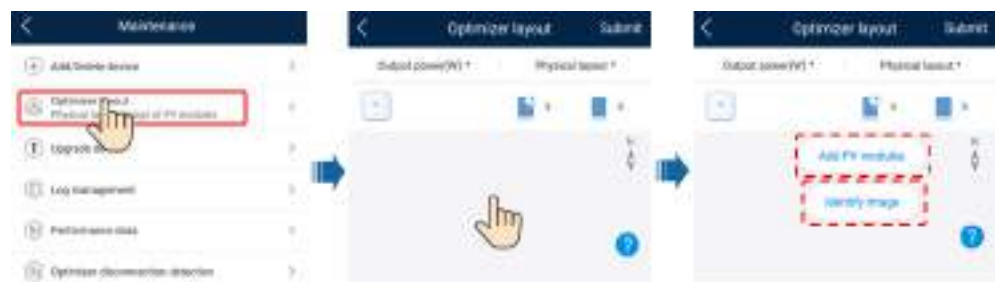 Maintenance
Add/Delete device
Optimizer layout
Physical layout of PV modules
Upgrade
Log management
Performance data
Optimizer disconnection detection
Optimizer layout
Submit
Output power(W)
Physical layout
N
?
Optimizer layout
Submit
Output power(W)
Physical layout
N
Add PV modules
Identify image
?